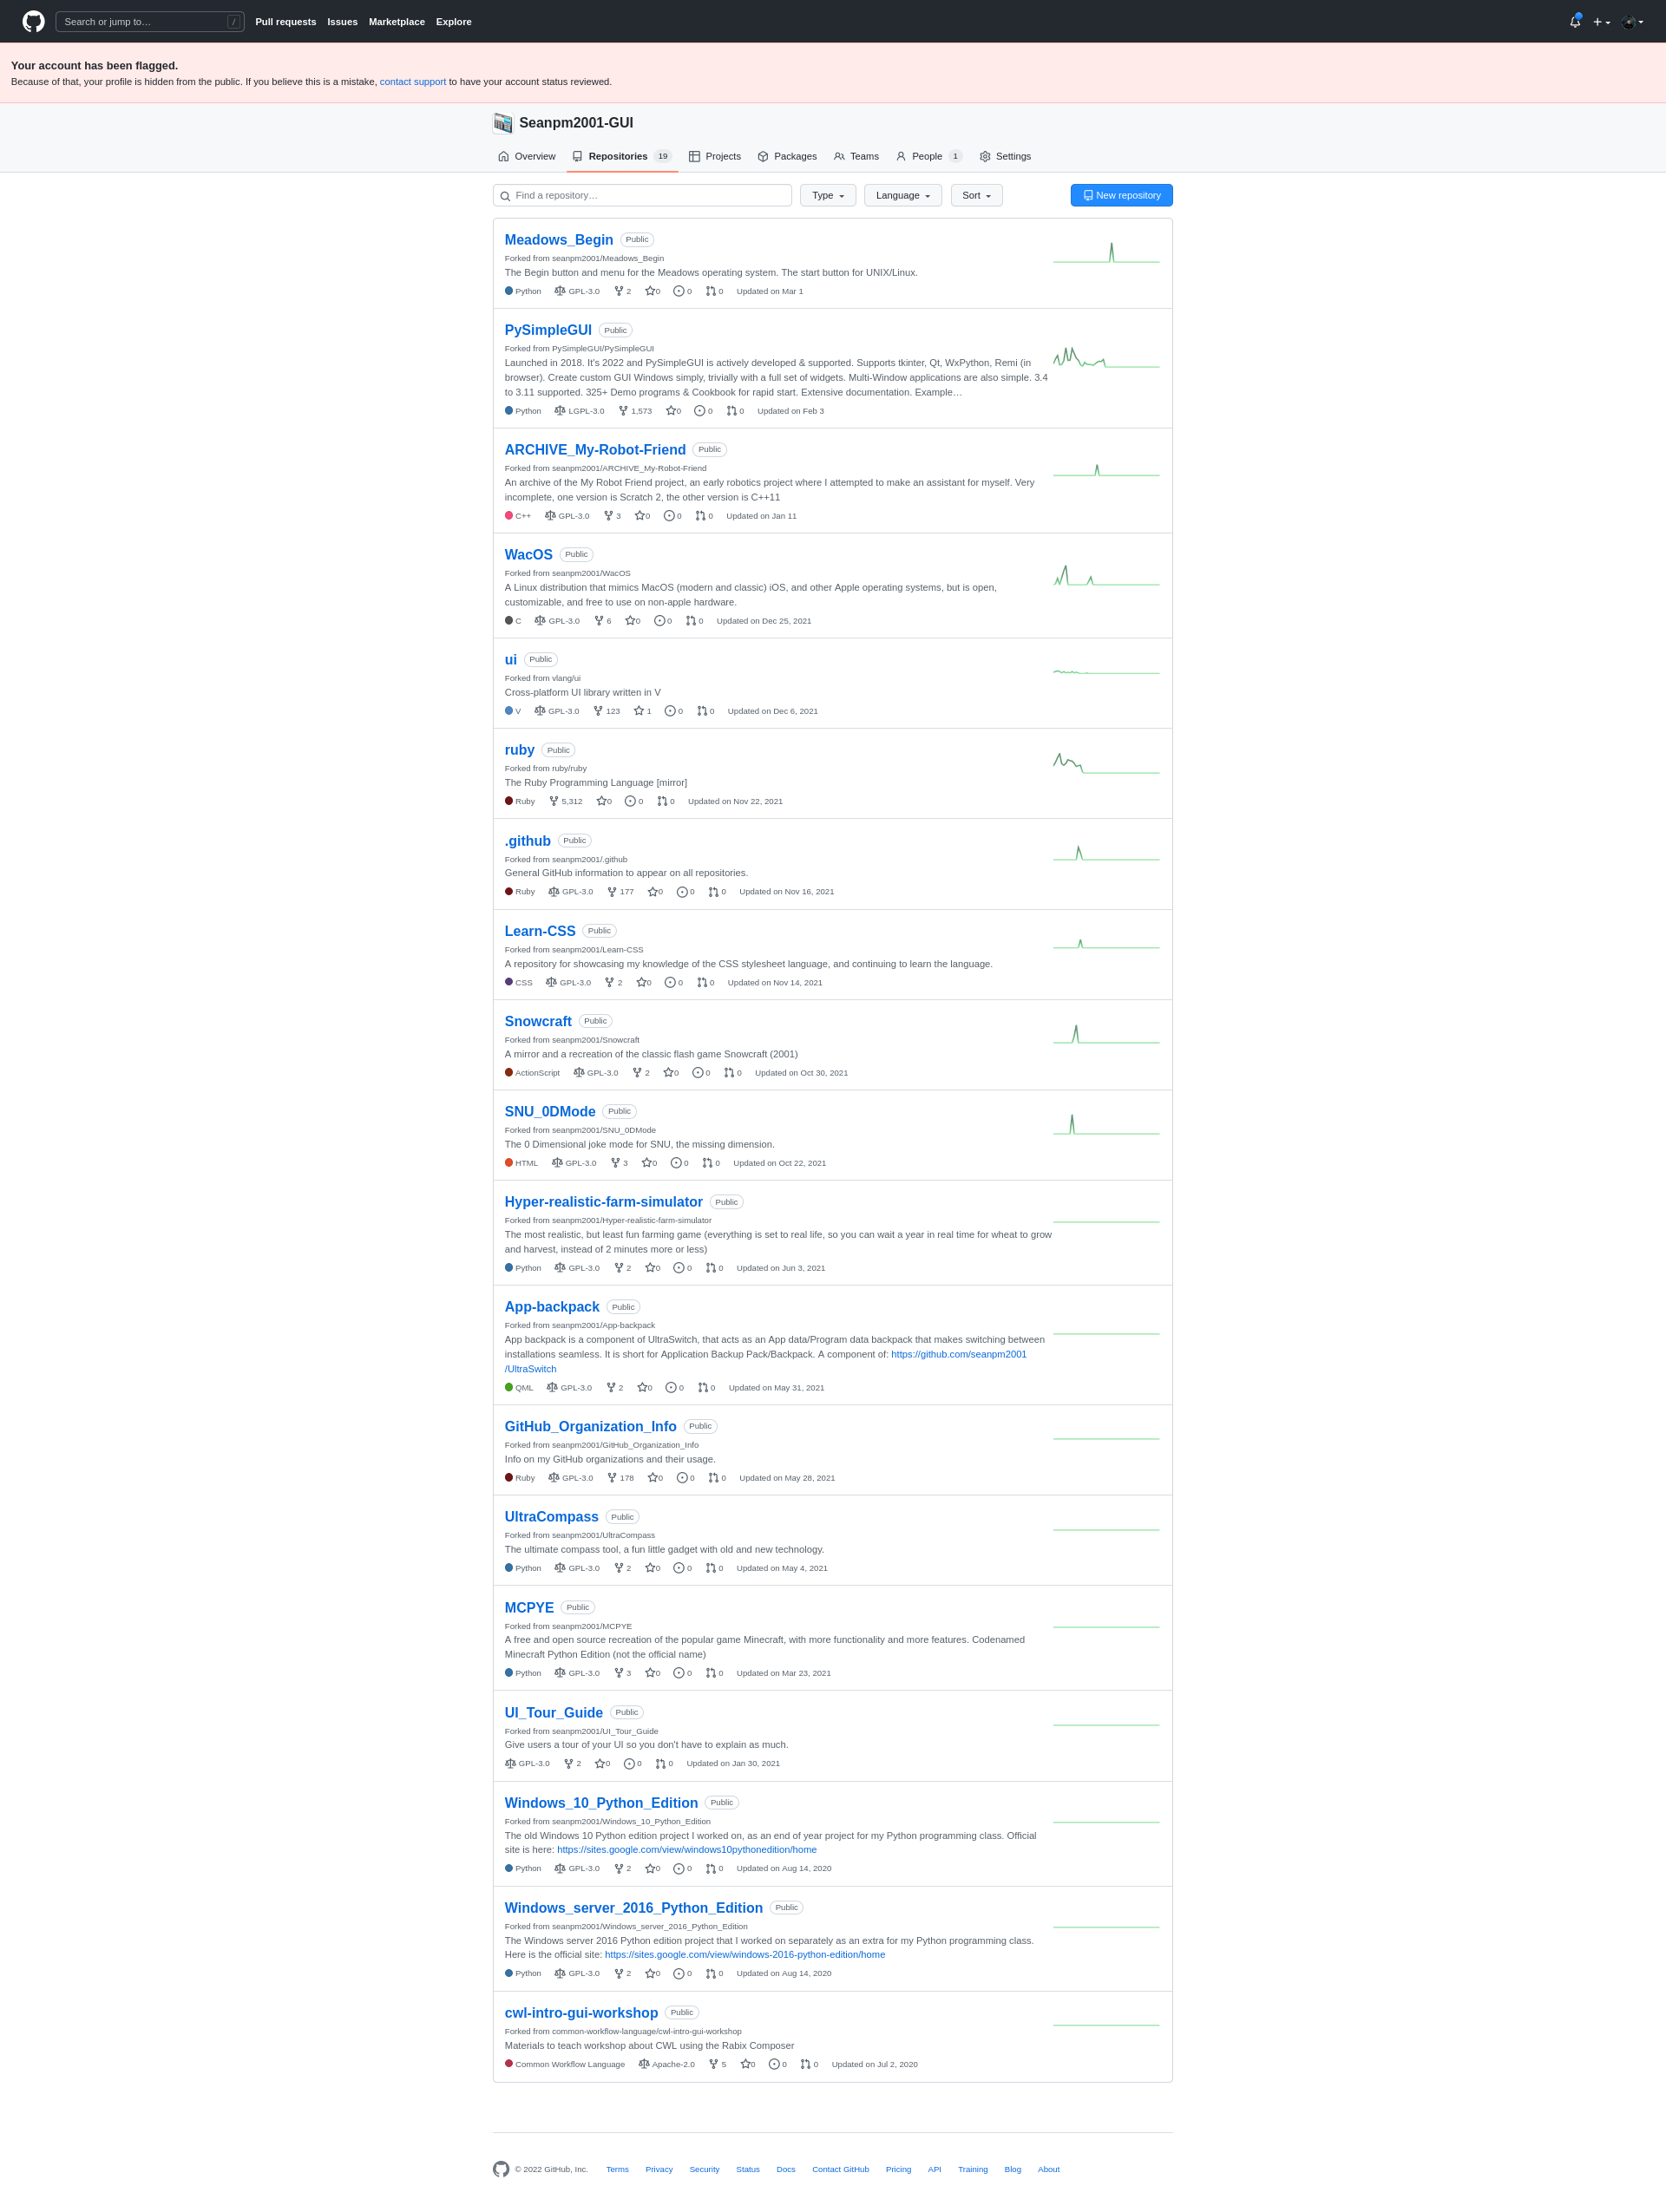 Search or jump to… /
Pull requests Issues Marketplace Explore
Your account has been flagged.
Because of that, your profile is hidden from the public. If you believe this is a mistake, contact support to have your account status reviewed.
Seanpm2001-GUI
Overview Repositories 19 Projects Packages Teams People 1 Settings
Find a repository… Type Language Sort New repository
Meadows_Begin Public
Forked from seanpm2001/Meadows_Begin
The Begin button and menu for the Meadows operating system. The start button for UNIX/Linux.
Python GPL-3.0 2 0 0 0 Updated on Mar 1
PySimpleGUI Public
Forked from PySimpleGUI/PySimpleGUI
Launched in 2018. It's 2022 and PySimpleGUI is actively developed & supported. Supports tkinter, Qt, WxPython, Remi (in
browser). Create custom GUI Windows simply, trivially with a full set of widgets. Multi-Window applications are also simple. 3.4
to 3.11 supported. 325+ Demo programs & Cookbook for rapid start. Extensive documentation. Example…
Python LGPL-3.0 1,573 0 0 0 Updated on Feb 3
ARCHIVE_My-Robot-Friend Public
Forked from seanpm2001/ARCHIVE_My-Robot-Friend
An archive of the My Robot Friend project, an early robotics project where I attempted to make an assistant for myself. Very
incomplete, one version is Scratch 2, the other version is C++11
C++ GPL-3.0 3 0 0 0 Updated on Jan 11
WacOS Public
Forked from seanpm2001/WacOS
A Linux distribution that mimics MacOS (modern and classic) iOS, and other Apple operating systems, but is open,
customizable, and free to use on non-apple hardware.
C GPL-3.0 6 0 0 0 Updated on Dec 25, 2021
ui Public
Forked from vlang/ui
Cross-platform UI library written in V
V GPL-3.0 123 1 0 0 Updated on Dec 6, 2021
ruby Public
Forked from ruby/ruby
The Ruby Programming Language [mirror]
Ruby 5,312 0 0 0 Updated on Nov 22, 2021
.github Public
Forked from seanpm2001/.github
General GitHub information to appear on all repositories.
Ruby GPL-3.0 177 0 0 0 Updated on Nov 16, 2021
Learn-CSS Public
Forked from seanpm2001/Learn-CSS
A repository for showcasing my knowledge of the CSS stylesheet language, and continuing to learn the language.
CSS GPL-3.0 2 0 0 0 Updated on Nov 14, 2021
Snowcraft Public
Forked from seanpm2001/Snowcraft
A mirror and a recreation of the classic flash game Snowcraft (2001)
ActionScript GPL-3.0 2 0 0 0 Updated on Oct 30, 2021
SNU_0DMode Public
Forked from seanpm2001/SNU_0DMode
The 0 Dimensional joke mode for SNU, the missing dimension.
HTML GPL-3.0 3 0 0 0 Updated on Oct 22, 2021
Hyper-realistic-farm-simulator Public
Forked from seanpm2001/Hyper-realistic-farm-simulator
The most realistic, but least fun farming game (everything is set to real life, so you can wait a year in real time for wheat to grow
and harvest, instead of 2 minutes more or less)
Python GPL-3.0 2 0 0 0 Updated on Jun 3, 2021
App-backpack Public
Forked from seanpm2001/App-backpack
App backpack is a component of UltraSwitch, that acts as an App data/Program data backpack that makes switching between
installations seamless. It is short for Application Backup Pack/Backpack. A component of: https://github.com/seanpm2001
/UltraSwitch
QML GPL-3.0 2 0 0 0 Updated on May 31, 2021
GitHub_Organization_Info Public
Forked from seanpm2001/GitHub_Organization_Info
Info on my GitHub organizations and their usage.
Ruby GPL-3.0 178 0 0 0 Updated on May 28, 2021
UltraCompass Public
Forked from seanpm2001/UltraCompass
The ultimate compass tool, a fun little gadget with old and new technology.
Python GPL-3.0 2 0 0 0 Updated on May 4, 2021
MCPYE Public
Forked from seanpm2001/MCPYE
A free and open source recreation of the popular game Minecraft, with more functionality and more features. Codenamed
Minecraft Python Edition (not the official name)
Python GPL-3.0 3 0 0 0 Updated on Mar 23, 2021
UI_Tour_Guide Public
Forked from seanpm2001/UI_Tour_Guide
Give users a tour of your UI so you don't have to explain as much.
GPL-3.0 2 0 0 0 Updated on Jan 30, 2021
Windows_10_Python_Edition Public
Forked from seanpm2001/Windows_10_Python_Edition
The old Windows 10 Python edition project I worked on, as an end of year project for my Python programming class. Official
site is here: https://sites.google.com/view/windows10pythonedition/home
Python GPL-3.0 2 0 0 0 Updated on Aug 14, 2020
Windows_server_2016_Python_Edition Public
Forked from seanpm2001/Windows_server_2016_Python_Edition
The Windows server 2016 Python edition project that I worked on separately as an extra for my Python programming class.
Here is the official site: https://sites.google.com/view/windows-2016-python-edition/home
Python GPL-3.0 2 0 0 0 Updated on Aug 14, 2020
cwl-intro-gui-workshop Public
Forked from common-workflow-language/cwl-intro-gui-workshop
Materials to teach workshop about CWL using the Rabix Composer
Common Workflow Language Apache-2.0 5 0 0 0 Updated on Jul 2, 2020
© 2022 GitHub, Inc. Terms Privacy Security Status Docs Contact GitHub Pricing API Training Blog About